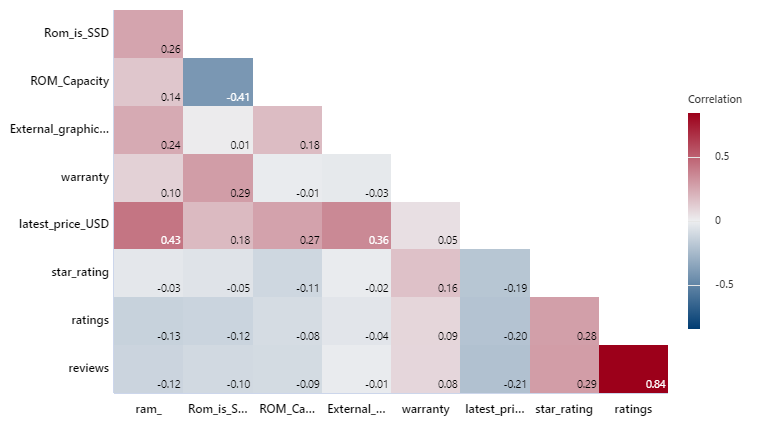 Rom_is_SSD
0.26
ROM_Capacity
0.14 -0.41
Correlation
External_graphic...
0.24 0.01 0.18
0.5
warranty
0.10 0.29 -0.01 -0.03
latest_price_USD
0.43 0.18 0.27 0.36 0.05
0
star_rating
-0.03 -0.05 -0.11 -0.02 0.16 -0.19
-0.5
ratings
-0.13 -0.12 -0.08 -0.04 0.09 -0.20 0.28
reviews
-0.12 -0.10 -0.09 -0.01 0.08 -0.21 0.29 0.84
ram_ Rom_is_S... ROM_Ca... External_... warranty latest_pri... star_rating ratings